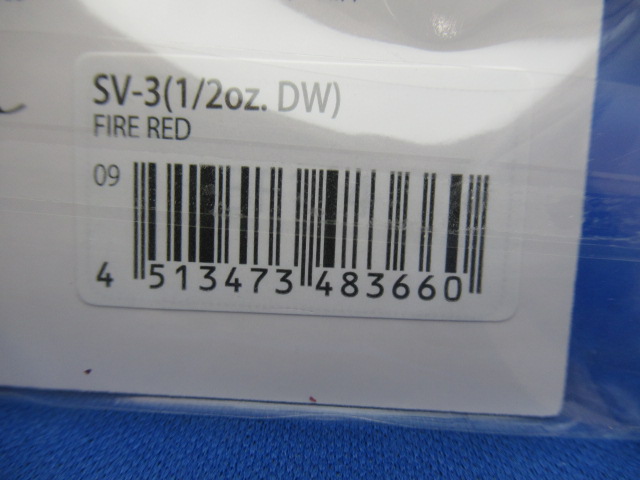 SV-3(1/2oz. DW)
FIRE RED
09
4 513473 483660